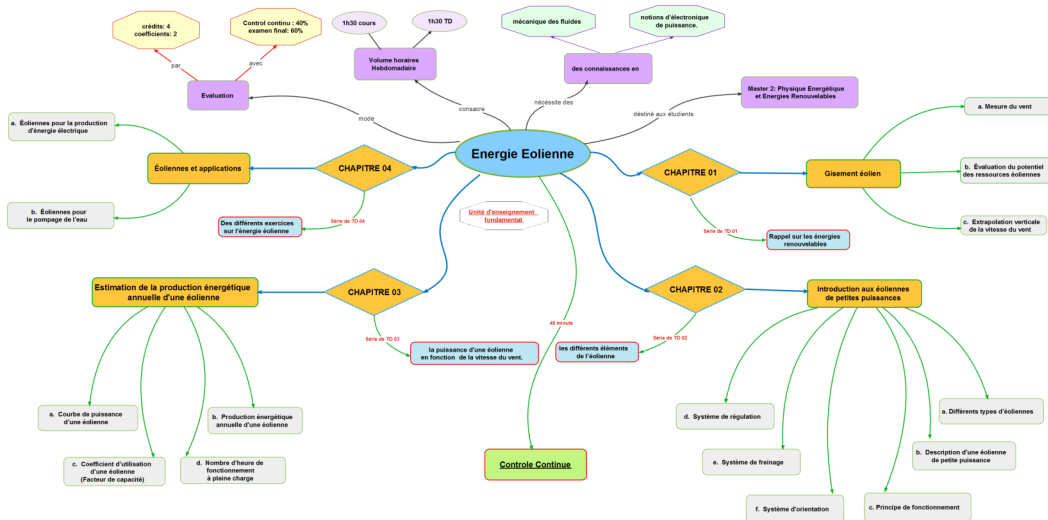 crédits: 4
coefficients: 2
Control continu : 40%
examen final: 60%
1h30 cours
1h30 TD
mécanique des fluides
notions d'électronique
de puissance.
par
avec
Volume horaires
Hebdomadaire
des connaissances en
Evaluation
Master 2: Physique Energétique
et Energies Renouvelables
mode
consacre
nécéssite des
déstiné aux étudients
Energie Eolienne
a. Mesure du vent
a. Éoliennes pour la production
d'énergie électrique
Éoliennes et applications
CHAPITRE 04
CHAPITRE 01
Gisement éolien
b. Évaluation du potentiel
des ressources éoliennes
b. Éoliennes pour
le pompage de l'eau
Série de TD 04
Des différents exercices
sur l'énergie éolienne
Unité d'enseignement
fondamental
Série de TD 01
Rappel sur les énergies
renouvelables
c. Extrapolation verticale
de la vitesse du vent
Estimation de la production énergétique
annuelle d'une éolienne
CHAPITRE 03
CHAPITRE 02
Introduction aux éoliennes
de petites puissances
Série de TD 03
la puissance d'une éolienne
en fonction de la vitesse du vent.
40 minute
Série de TD 02
les différents éléments
de l'éolienne
a. Courbe de puissance
d'une éolienne
b. Production énergétique
annuelle d'une éolienne
c. Coefficient d'utilisation
d'une éolienne
(Facteur de capacité)
d. Nombre d'heure de
fonctionnement
à pleine charge
Controle Continue
d. Système de régulation
a. Différents types d'éoliennes
e. Système de freinage
b. Description d'une éolienne
de petite puissance
f. Système d'orientation
c. Principe de fonctionnement